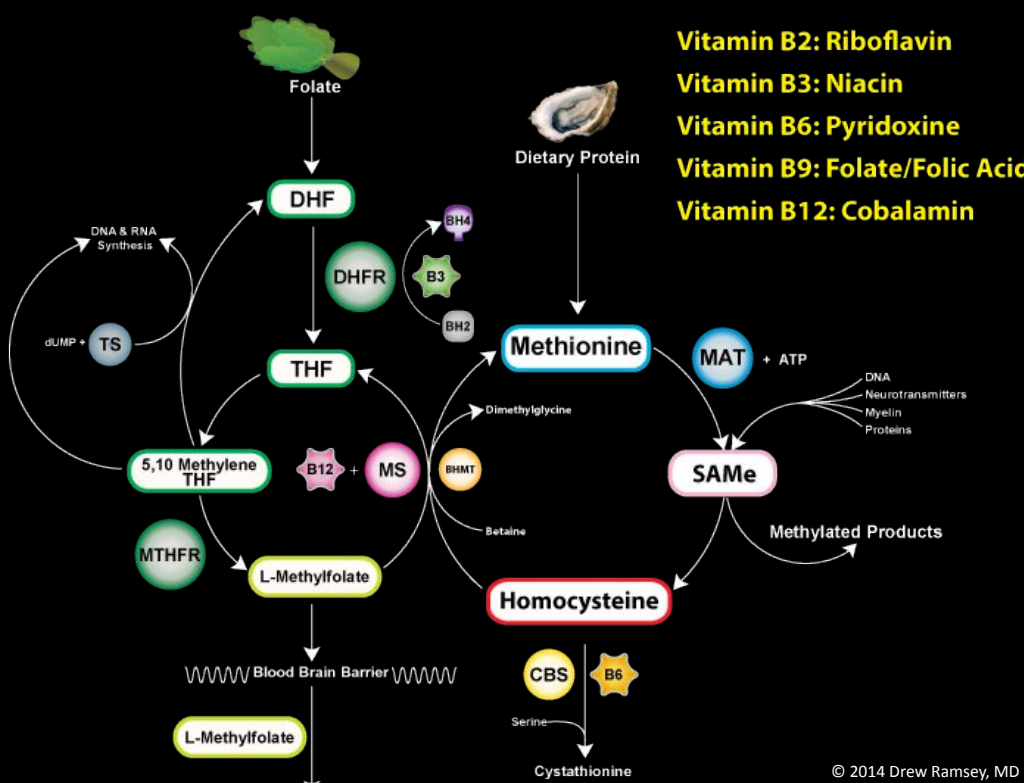 Vitamin B2: Riboflavin
Vitamin B3: Niacin
Vitamin B6: Pyridoxine
Vitamin B9: Folate/Folic Acid
Vitamin B12: Cobalamin
Folate
Dietary Protein
DHF
DNA & RNA
Synthesis
BH4
DHFR
B3
BH2
dUMP +
TS
Methionine
MAT
+ ATP
THF
DNA
Neurotransmitters
Myelin
Proteins
Dimethylglycine
5,10 Methylene
THF
B12
+
MS
BHMT
SAMe
Betaine
Methylated Products
MTHFR
L-Methylfolate
Homocysteine
Blood Brain Barrier
CBS
B6
Serine
L-Methylfolate
Cystathionine
© 2014 Drew Ramsey, MD